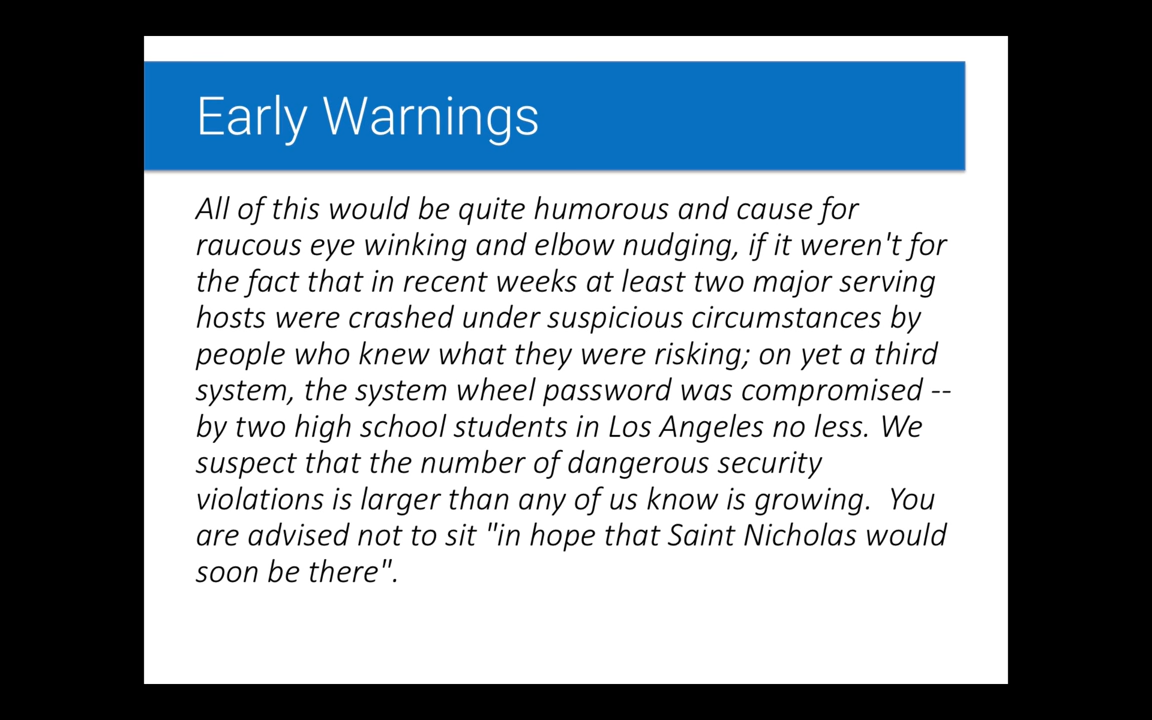 Early Warnings
All of this would be quite humorous and cause for
raucous eye winking and elbow nudging, if it weren't for
the fact that in recent weeks at least two major serving
hosts were crashed under suspicious circumstances by
people who knew what they were risking; on yet a third
system, the system wheel password was compromised --
by two high school students in Los Angeles no less. We
suspect that the number of dangerous security
violations is larger than any of us know is growing.  You
are advised not to sit "in hope that Saint Nicholas would
soon be there".